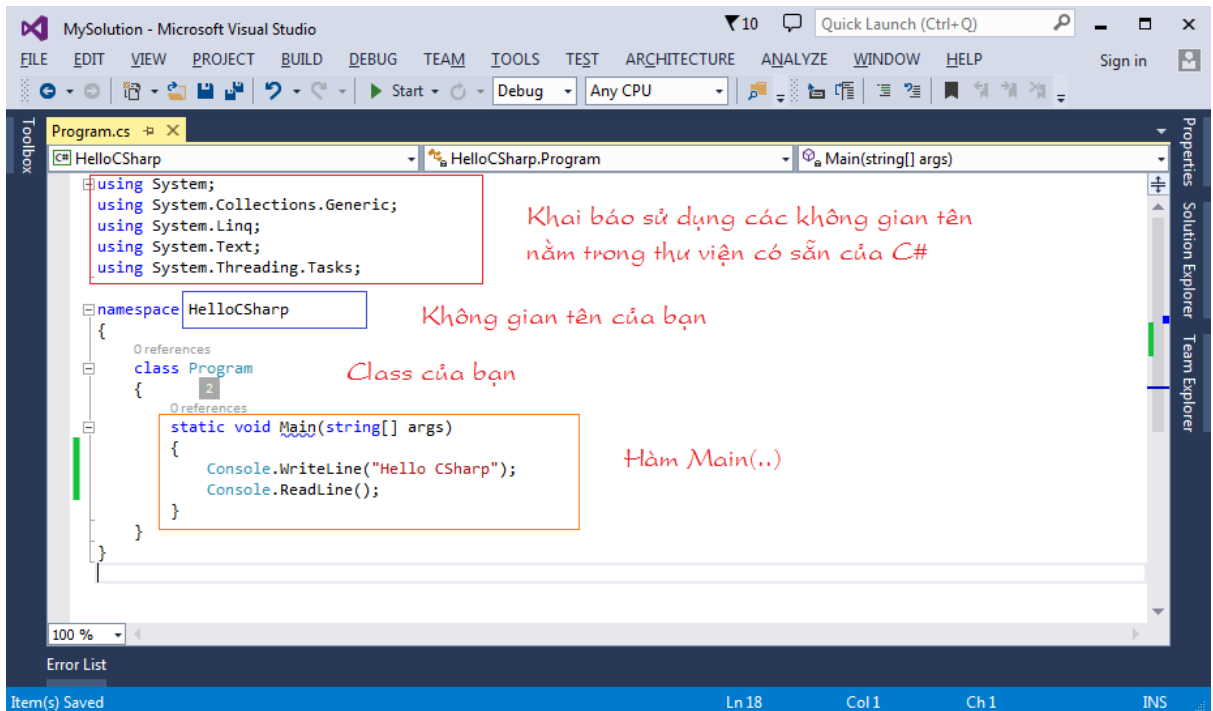 MySolution - Microsoft Visual Studio
10
Quick Launch (Ctrl+Q)
FILE EDIT VIEW PROJECT BUILD DEBUG TEAM TOOLS TEST ARCHITECTURE ANALYZE WINDOW HELP Sign in
Start Debug Any CPU
Toolbox
Program.cs
C# HelloCSharp HelloCSharp.Program Main(string[] args)
using System;
using System.Collections.Generic;
using System.Linq;
using System.Text;
using System.Threading.Tasks;
Khai báo sử dụng các không gian tên
nằm trong thư viện có sẵn của C#
namespace HelloCSharp
Không gian tên của bạn
{
0 references
class Program
Class của bạn
{
2
0 references
static void Main(string[] args)
{
Console.WriteLine("Hello CSharp");
Console.ReadLine();
}
Hàm Main(..)
}
}
Properties
Solution Explorer
Team Explorer
100 %
Error List
Item(s) Saved Ln 18 Col 1 Ch 1 INS